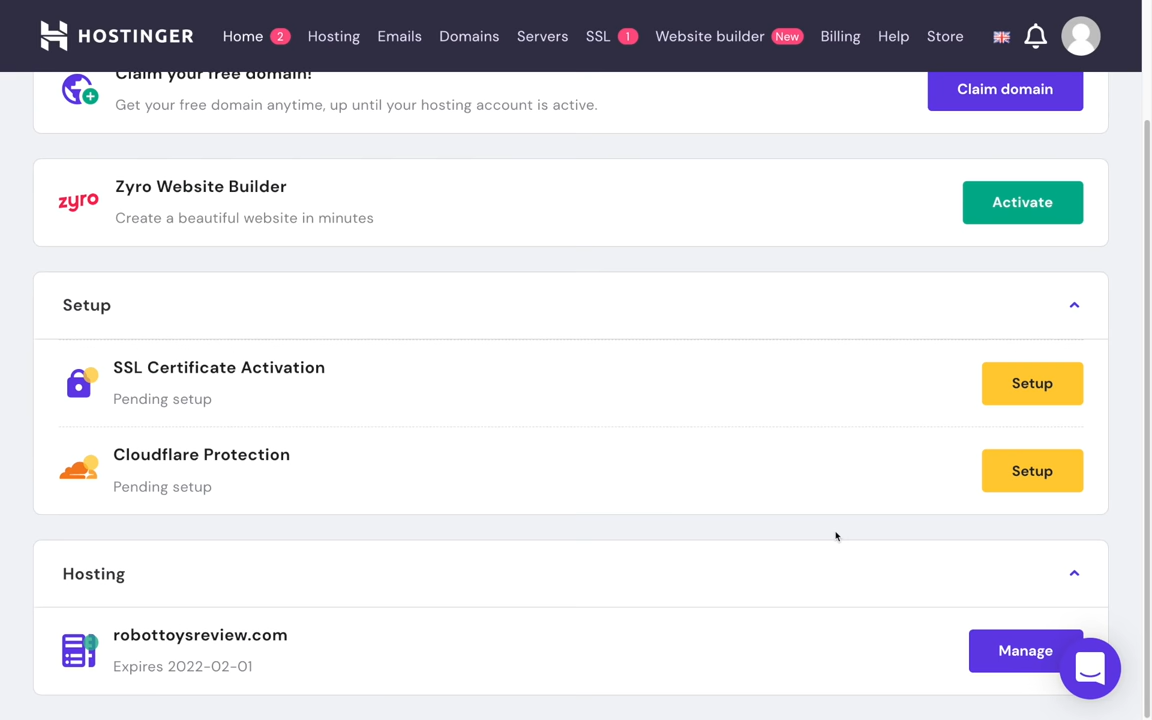 HOSTINGER
Home 2 Hosting Emails Domains Servers SSL 1 Website builder New Billing Help Store
Claim your free domain!
Get your free domain anytime, up until your hosting account is active.
Claim domain
zyro
Zyro Website Builder
Create a beautiful website in minutes
Activate
Setup
SSL Certificate Activation
Pending setup
Setup
Cloudflare Protection
Pending setup
Setup
Hosting
robottoysreview.com
Expires 2022-02-01
Manage